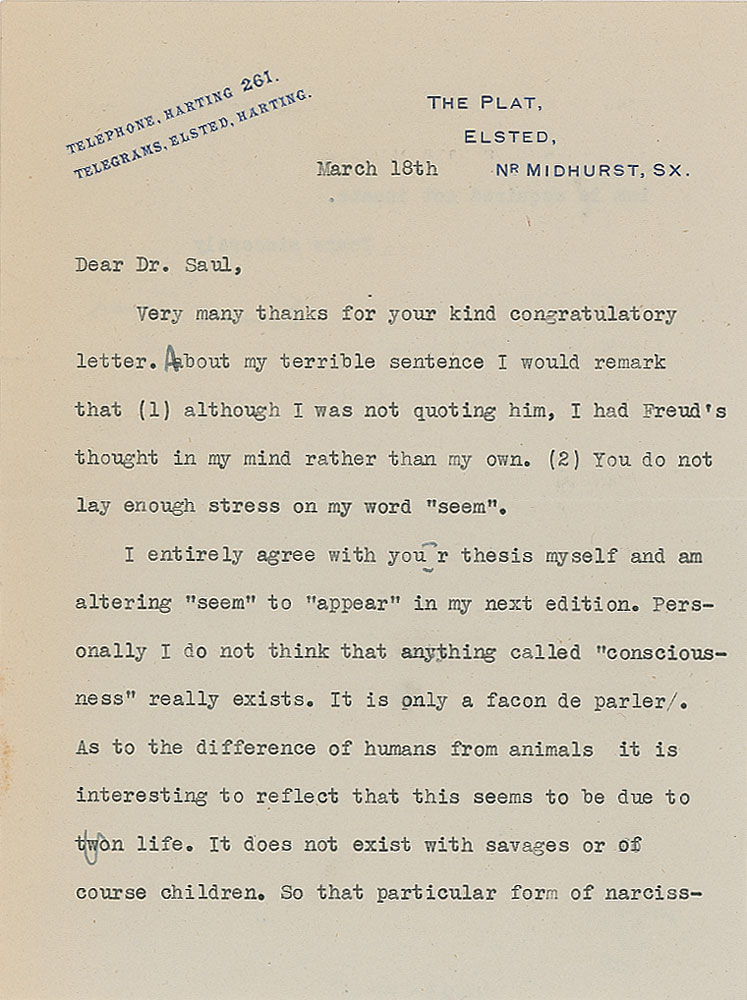 TELEPHONE, HARTING 261.
TELEGRAMS, ELSTED, HARTING.
THE PLAT,
ELSTED,
March 18th NR MIDHURST, SX.
Dear Dr. Saul,
Very many thanks for your kind congratulatory
letter. About my terrible sentence I would remark
that (1) although I was not quoting him, I had Freud's
thought in my mind rather than my own. (2) You do not
lay enough stress on my word "seem".
I entirely agree with you r thesis myself and am
altering "seem" to "appear" in my next edition. Pers-
onally I do not think that anything called "conscious-
ness" really exists. It is only a facon de parler/.
As to the difference of humans from animals it is
interesting to reflect that this seems to be due to
twon life. It does not exist with savages or of
course children. So that particular form of narciss-